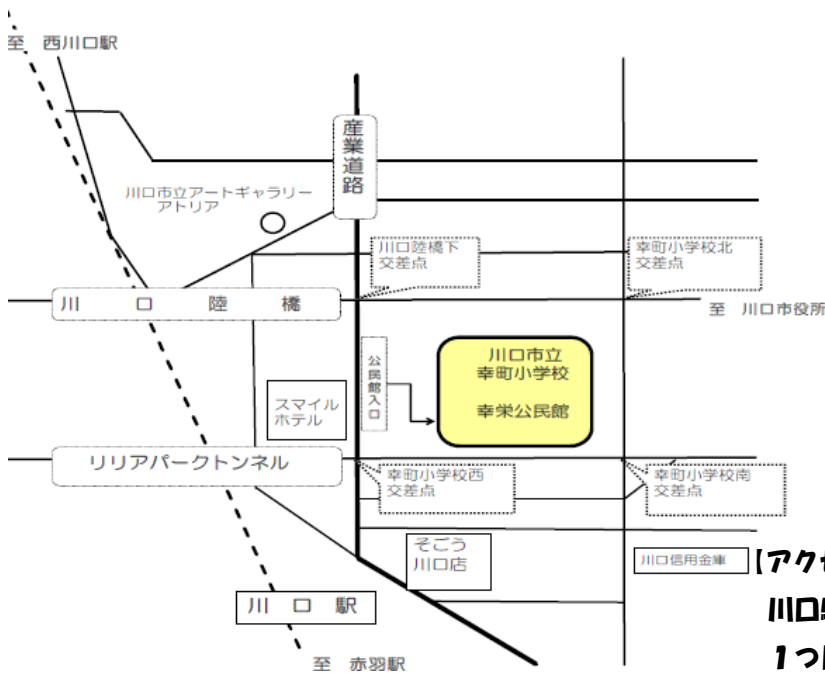 至 西川口駅
産業道路
川口市立アートギャラリー
アトリア
川口陸橋下
交差点
幸町小学校北
交差点
川口陸橋
至 川口市役所
公民館入口
川口市立
幸町小学校
幸栄公民館
スマイル
ホテル
リリアパークトンネル
幸町小学校西
交差点
幸町小学校南
交差点
そごう
川口店
川口信用金庫
【アク
川口
川口駅
1つ
至 赤羽駅